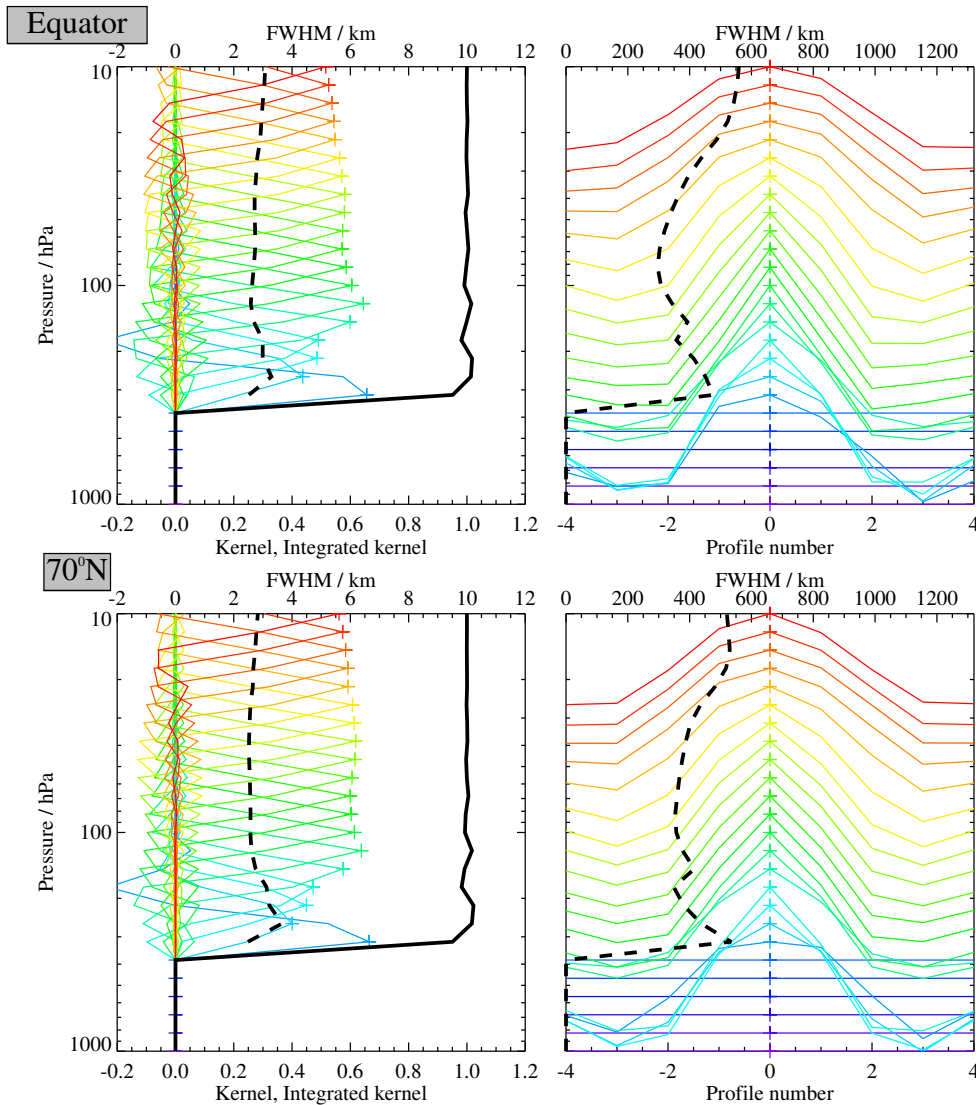 Equator
FWHM / km
-2 0 2 4 6 8 10 12
10
100
1000
Pressure / hPa
-0.2 0.0 0.2 0.4 0.6 0.8 1.0 1.2
Kernel, Integrated kernel
FWHM / km
0 200 400 600 800 1000 1200
-4 -2 0 2 4
Profile number
70⁰N
FWHM / km
-2 0 2 4 6 8 10 12
10
100
1000
Pressure / hPa
-0.2 0.0 0.2 0.4 0.6 0.8 1.0 1.2
Kernel, Integrated kernel
FWHM / km
0 200 400 600 800 1000 1200
-4 -2 0 2 4
Profile number